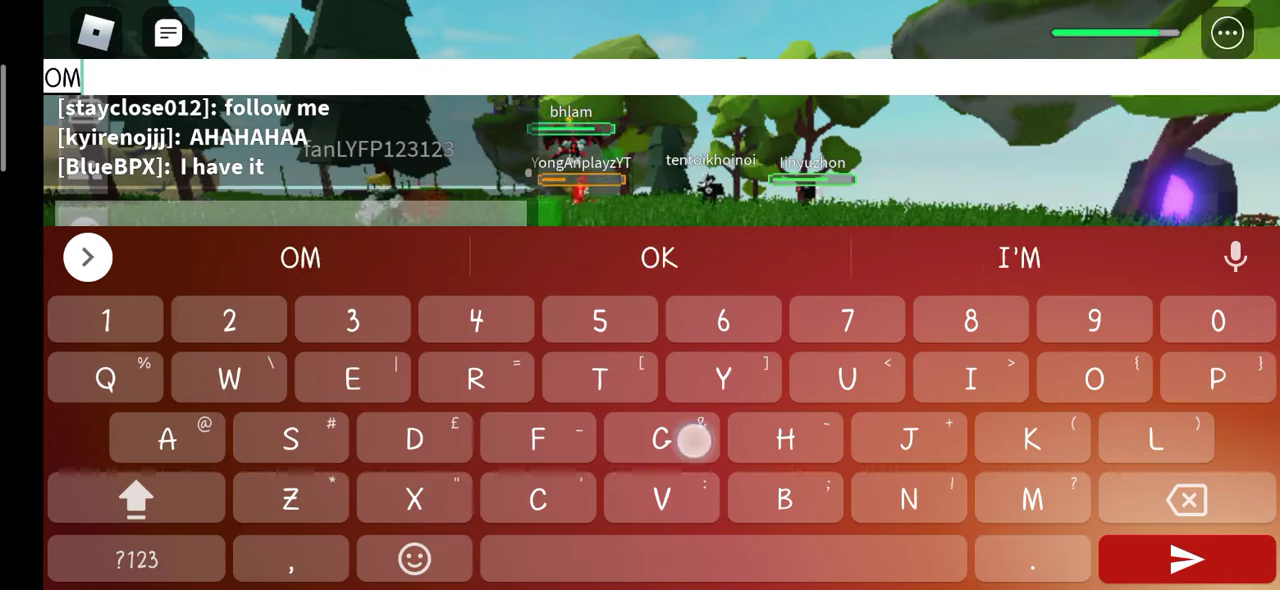 OM
[stayclose012]: follow me
[kyirenojjj]: AHAHAHAA
fanLYFP123123
[BlueBPX]: I have it
bhlam
YongAnplayzYT
tentoikhoinoi
linyuzhon
OM OK I'M
1 2 3 4 5 6 7 8 9 0
% \ | = [ ] < > { }
Q W E R T Y U I O P
@ # £ - & ~ + ( )
A S D F G H J K L
* " ' : ; ! ?
Z X C V B N M
?123 , .